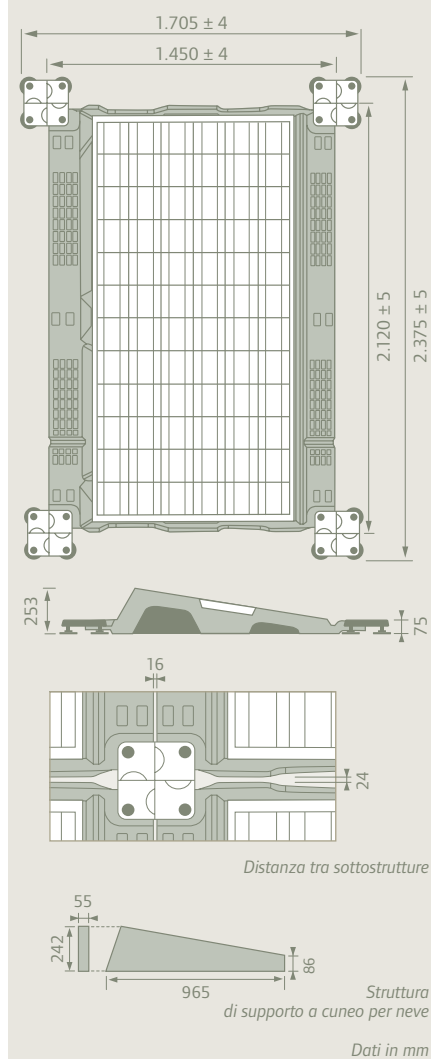 1.705 ± 4
1.450 ± 4
2.120 ± 5
2.375 ± 5
253
75
16
24
Distanza tra sottostrutture
55
242
86
965
Struttura
di supporto a cuneo per neve
Dati in mm